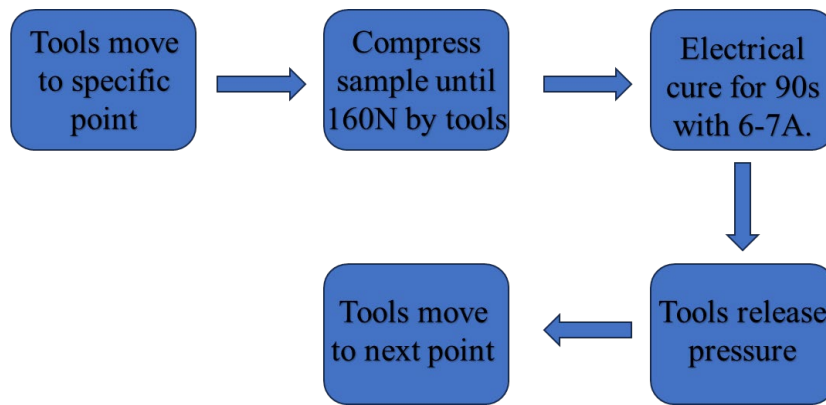 Tools move
to specific
point
Compress
sample until
160N by tools
Electrical
cure for 90s
with 6-7A.
Tools release
pressure
Tools move
to next point